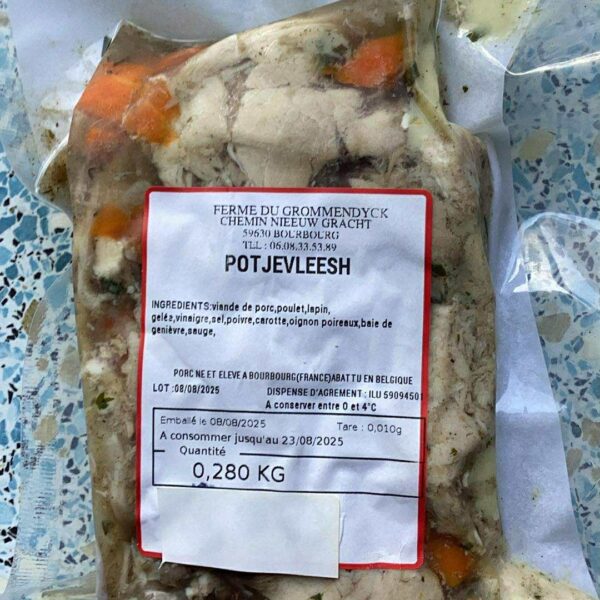 FERME DU GROMMENDYCK
CHEMIN NIEEUW GRACHT
59630 BOURBOURG
TEL : 06.08.33.53.89
POTJEVLEESH
INGREDIENTS:viande de porc,poulet,lapin,
geléa,vinaigre,sel,poivre,carotte,oignon poireaux,baie de
genièvre,sauge,
PORC NE ET ELEVE A BOURBOURG(FRANCE)ABATTU EN BELGIQUE
LOT :08/08/2025 DISPENSE D'AGREMENT : ILU 59094501
A conserver entre 0 et 4°C
Emballé le 08/08/2025 Tare : 0,010g
A consommer jusqu'au 23/08/2025
Quantité
0,280 KG